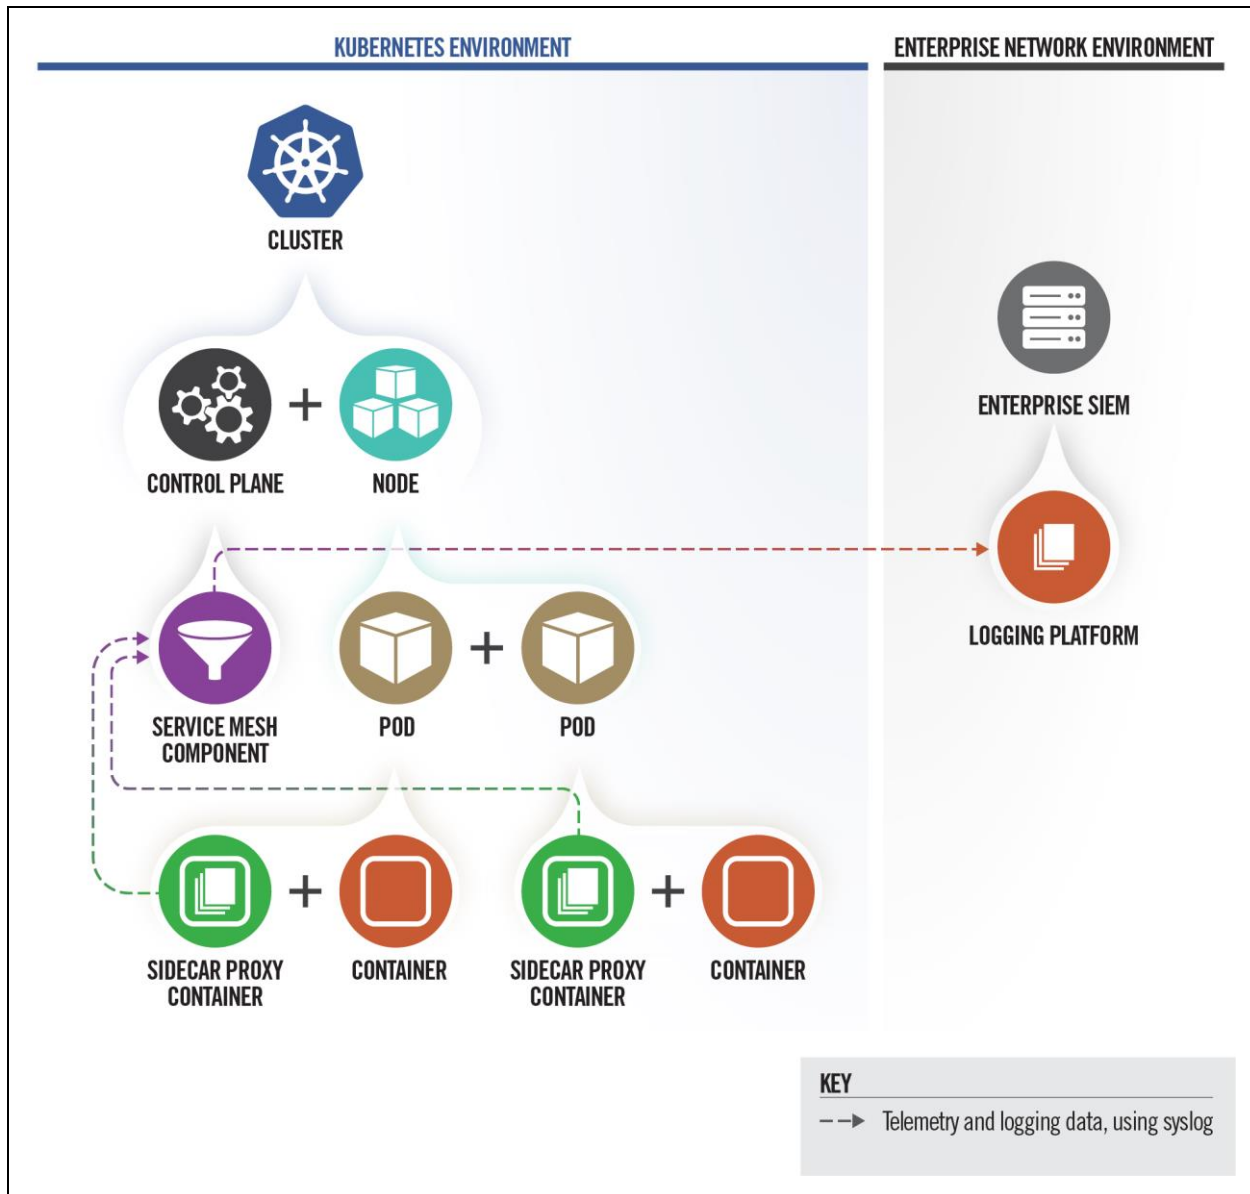 KUBERNETES ENVIRONMENT
ENTERPRISE NETWORK ENVIRONMENT
CLUSTER
CONTROL PLANE
NODE
ENTERPRISE SIEM
LOGGING PLATFORM
SERVICE MESH
COMPONENT
POD
POD
SIDECAR PROXY
CONTAINER
CONTAINER
SIDECAR PROXY
CONTAINER
CONTAINER
KEY
Telemetry and logging data, using syslog